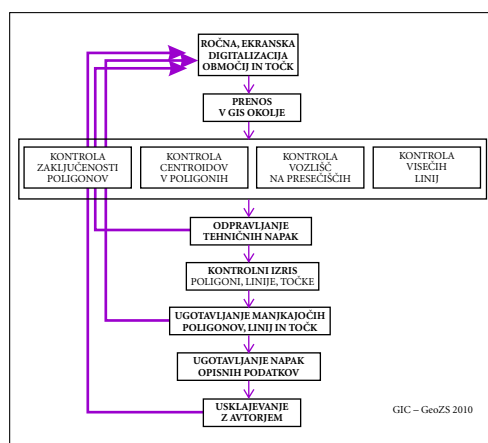 ROČNA, EKRANSKA
DIGITALIZACIJA
OBMOČIJ IN TOČK
PRENOS
V GIS OKOLJE
KONTROLA
ZAKLJUČENOSTI
POLIGONOV
KONTROLA
CENTROIDOV
V POLIGONIH
KONTROLA
VOZLIŠČ
NA PRESEČIŠČIH
KONTROLA
VISEČIH
LINIJ
ODPRAVLJANJE
TEHNIČNIH NAPAK
KONTROLNI IZRIS
POLIGONI, LINIJE, TOČKE
UGOTAVLJANJE MANJKAJOČIH
POLIGONOV, LINIJ IN TOČK
UGOTAVLJANJE NAPAK
OPISNIH PODATKOV
USKLAJEVANJE
Z AVTORJEM
GIC – GeoZS 2010